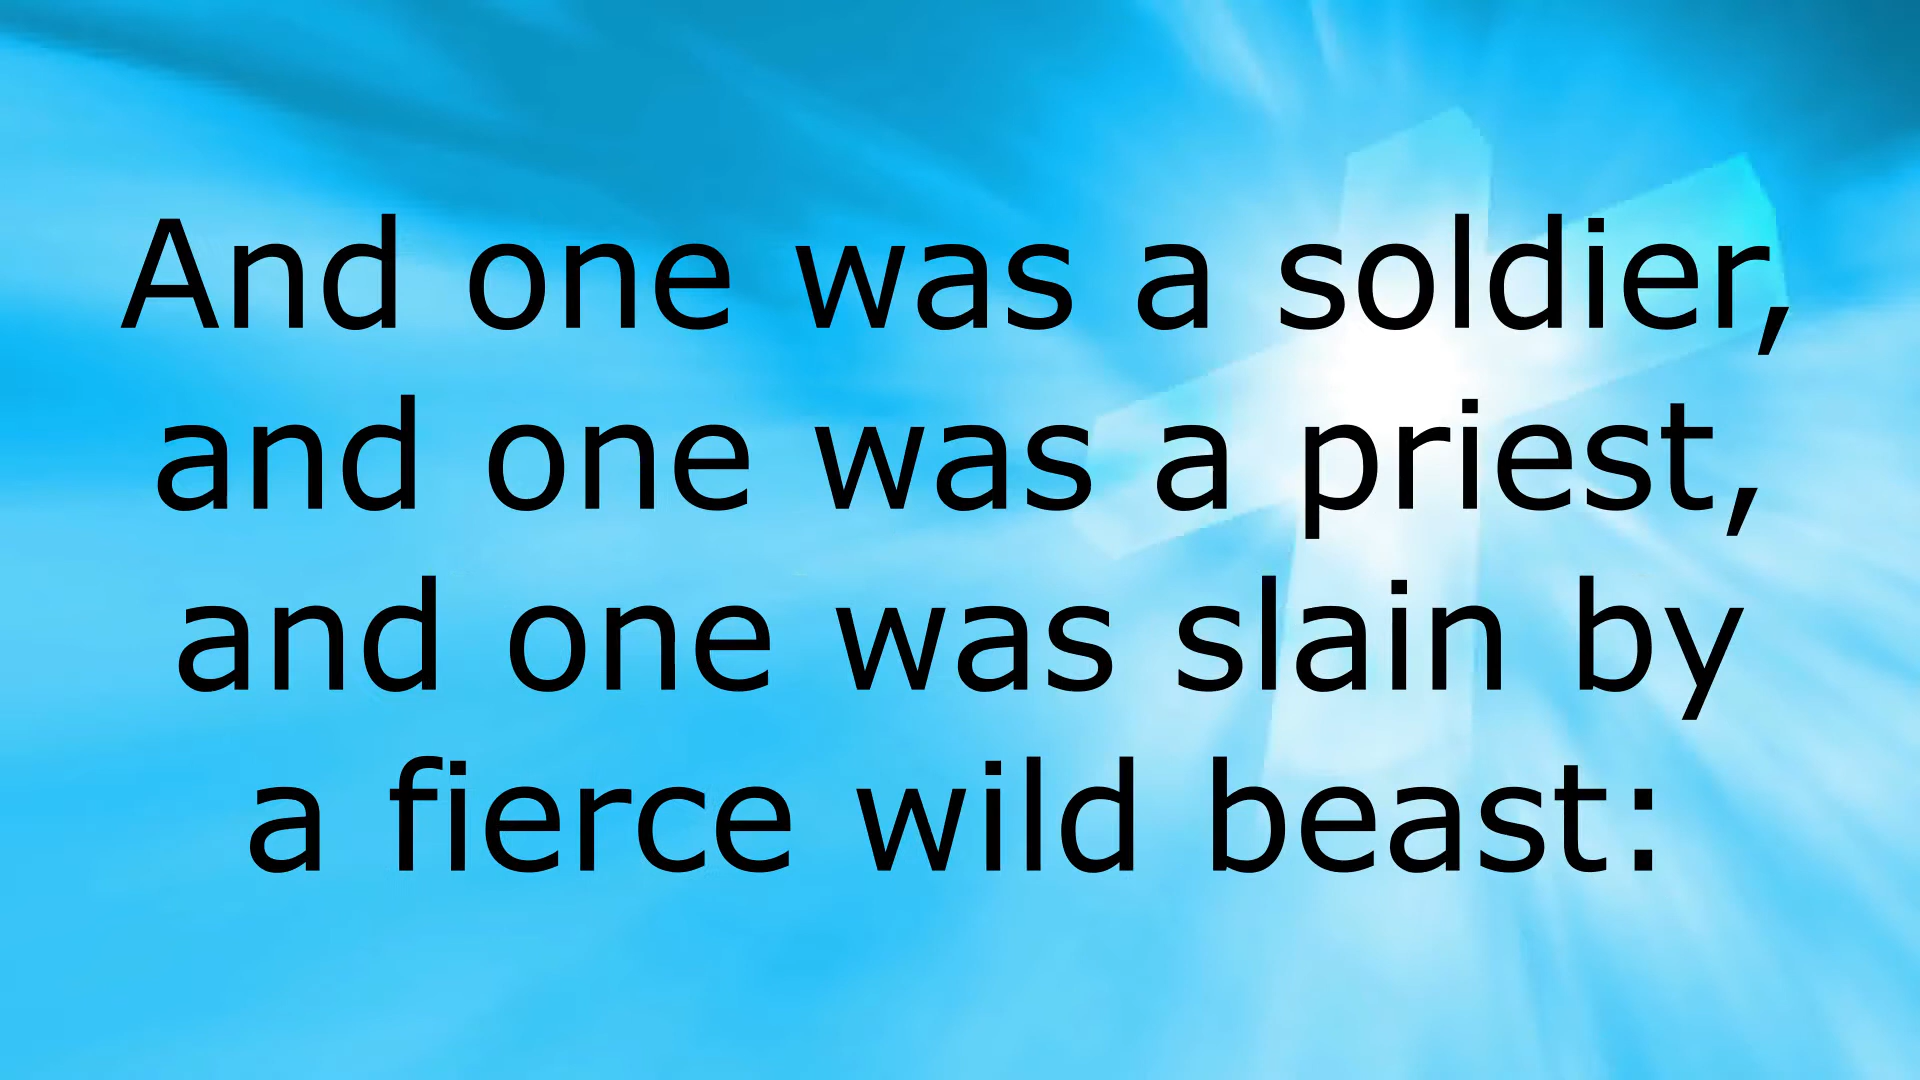 And one was a soldier,
and one was a priest,
and one was slain by
a fierce wild beast: